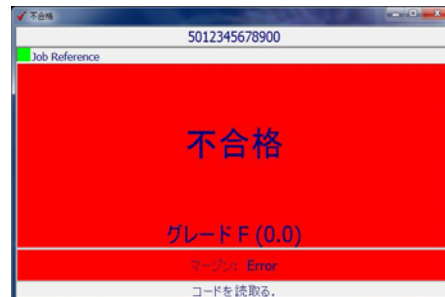 不合格
5012345678900
Job Reference
不合格
グレード F (0.0)
マージン: Error
コードを読取る.